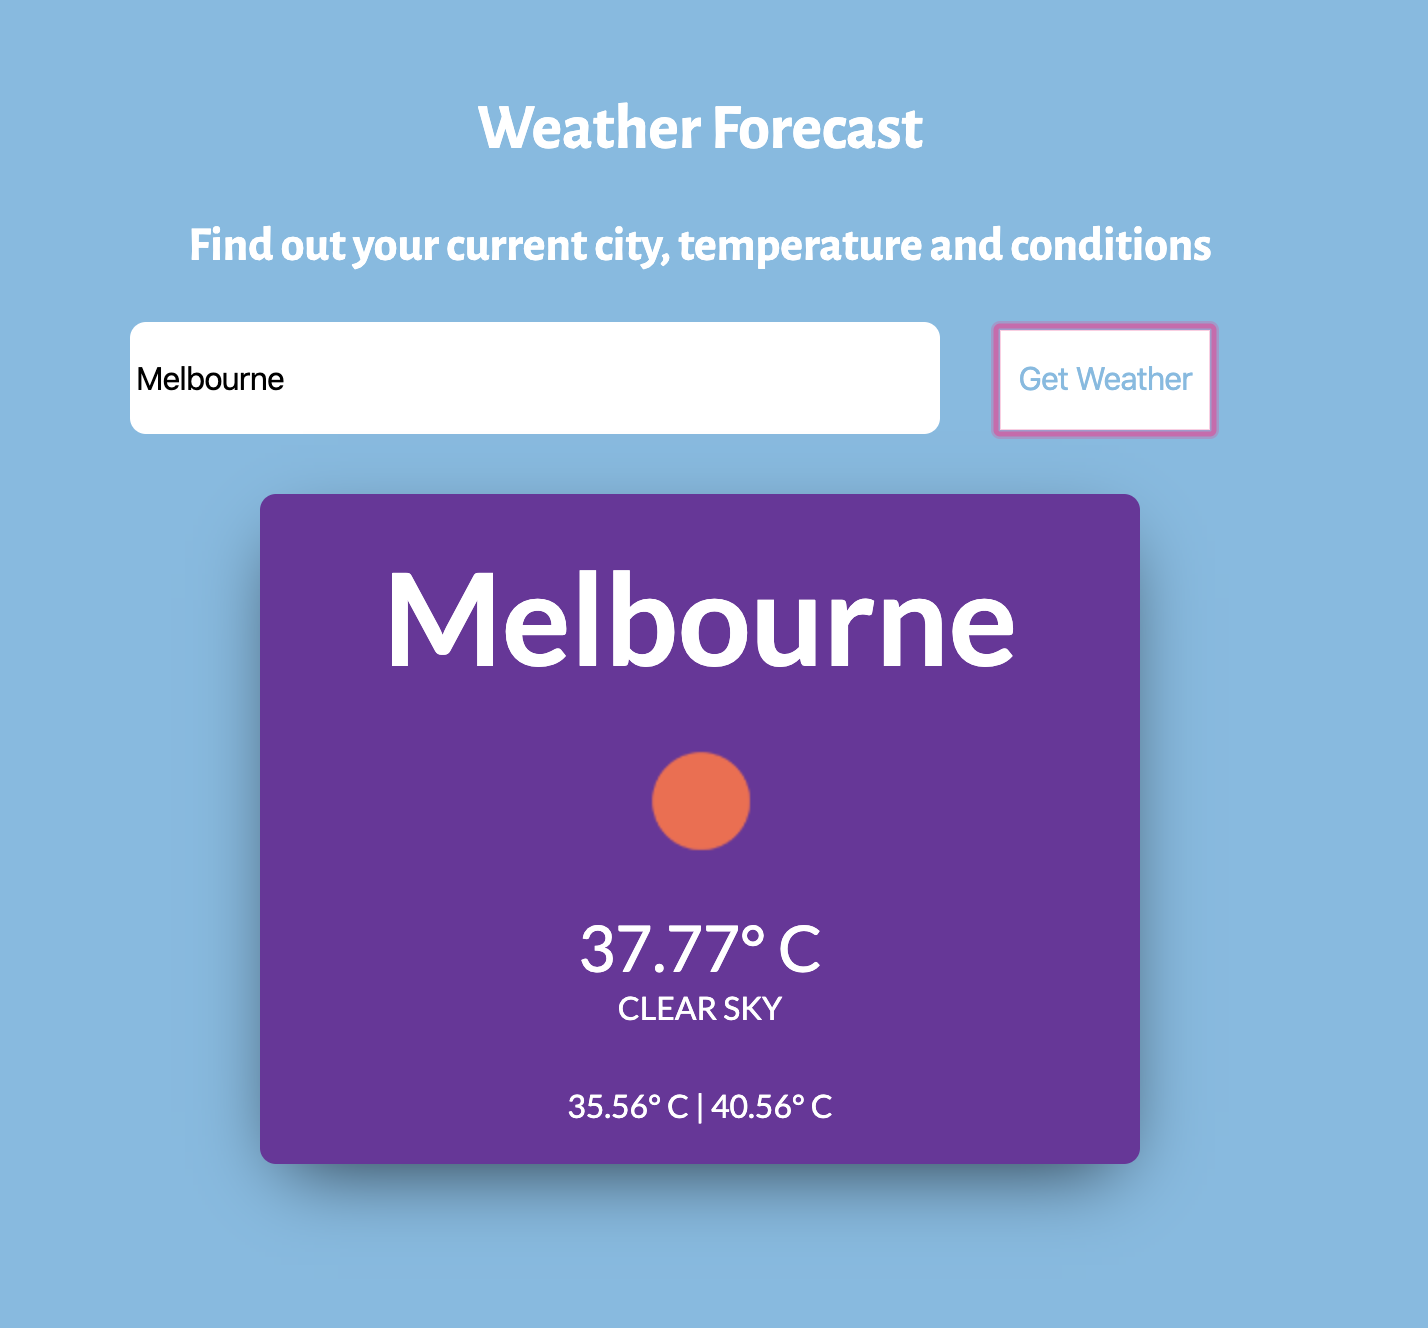 Weather Forecast
Find out your current city, temperature and conditions
Melbourne
Get Weather
Melbourne
37.77° C
CLEAR SKY
35.56° C | 40.56° C